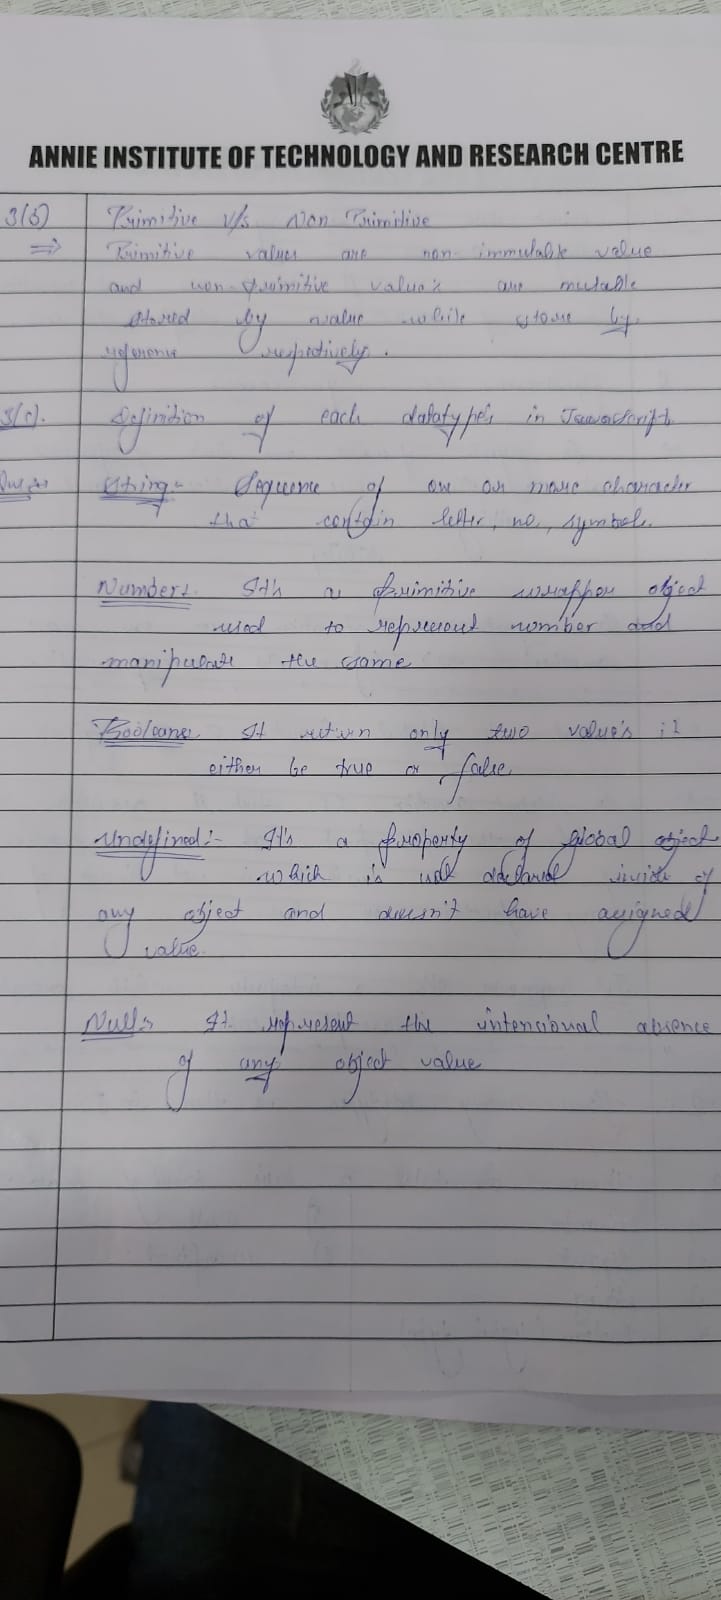 ANNIE INSTITUTE OF TECHNOLOGY AND RESEARCH CENTRE
3(b) Primitive v/s Non Primitive
⇒ Primitive values are non immutable value
and non-primitive value's are mutable
stored by value while store by
reference respectively.
3(c). Definition of each datatype's in JavaScript
String:- Sequence of one or more character
that contain letter, no, symbol.
Number:- It's a primitive wrapper object
used to represent number and
manipulate the same
Boolean:- It return only two value's i?
either be true or false.
Undefined:- It's a property of global object
which is not declared inside of
any object and doesn't have assigned
value.
Null:- It represent the intensional absence
of any object value